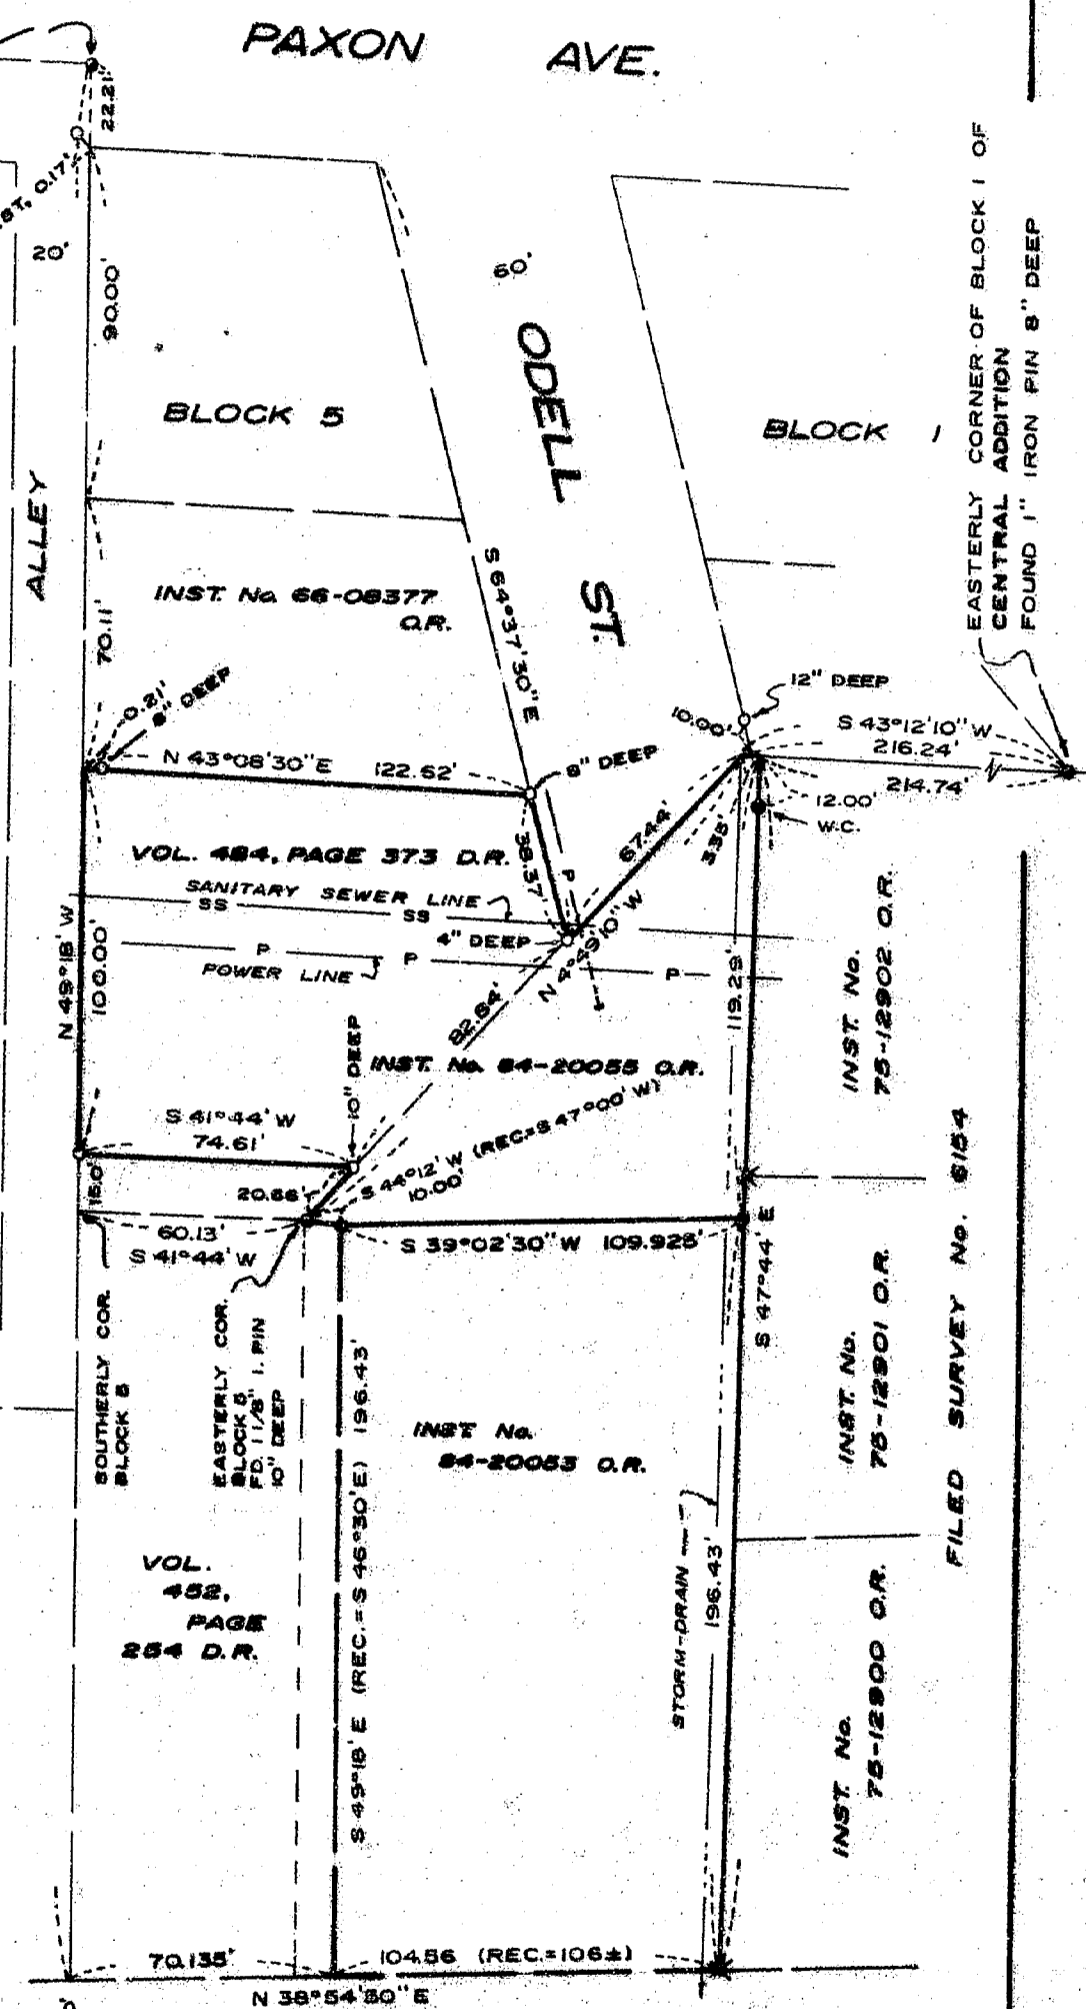 PAXON AVE.
22.21'
0.17'
20'
90.00'
60'
ODELL ST.
BLOCK 5
BLOCK 1
ALLEY
EASTERLY CORNER OF BLOCK 1 OF
CENTRAL ADDITION
FOUND 1" IRON PIN 8" DEEP
S 64°37'30" E
INST. No. 66-08377
O.R.
70.11'
0.21'
8" DEEP
12" DEEP
10.00'
S 43°12'10" W
216.24'
214.74'
N 43°08'30" E 122.62'
8" DEEP
12.00'
W.C.
3.35'
67.44'
38.37'
P
VOL. 484, PAGE 373 D.R.
SANITARY SEWER LINE
SS SS
4" DEEP
P P P
POWER LINE
N 49°18' W
100.00'
82.64'
119.29'
INST. No.
75-12902 O.R.
10" DEEP
INST. No. 84-20055 O.R.
S 41°44' W
74.61'
S 44°12' W (REC.=S 47°00' W)
10.00'
15.0'
20.66'
60.13'
S 41°44' W
S 39°02'30" W 109.925'
S 47°44' E
FILED SURVEY No. 6154
SOUTHERLY COR.
BLOCK 5
EASTERLY COR.
BLOCK 5
FD. 1 1/8" I. PIN
10" DEEP
S 49°18' E (REC.=S 46°30' E) 196.43'
INST No.
84-20053 O.R.
INST. No.
75-12901 O.R.
STORM-DRAIN
196.43'
VOL.
452,
PAGE
254 D.R.
INST. No.
75-12900 O.R.
70.135'
104.56 (REC.=106±)
N 38°54'50" E